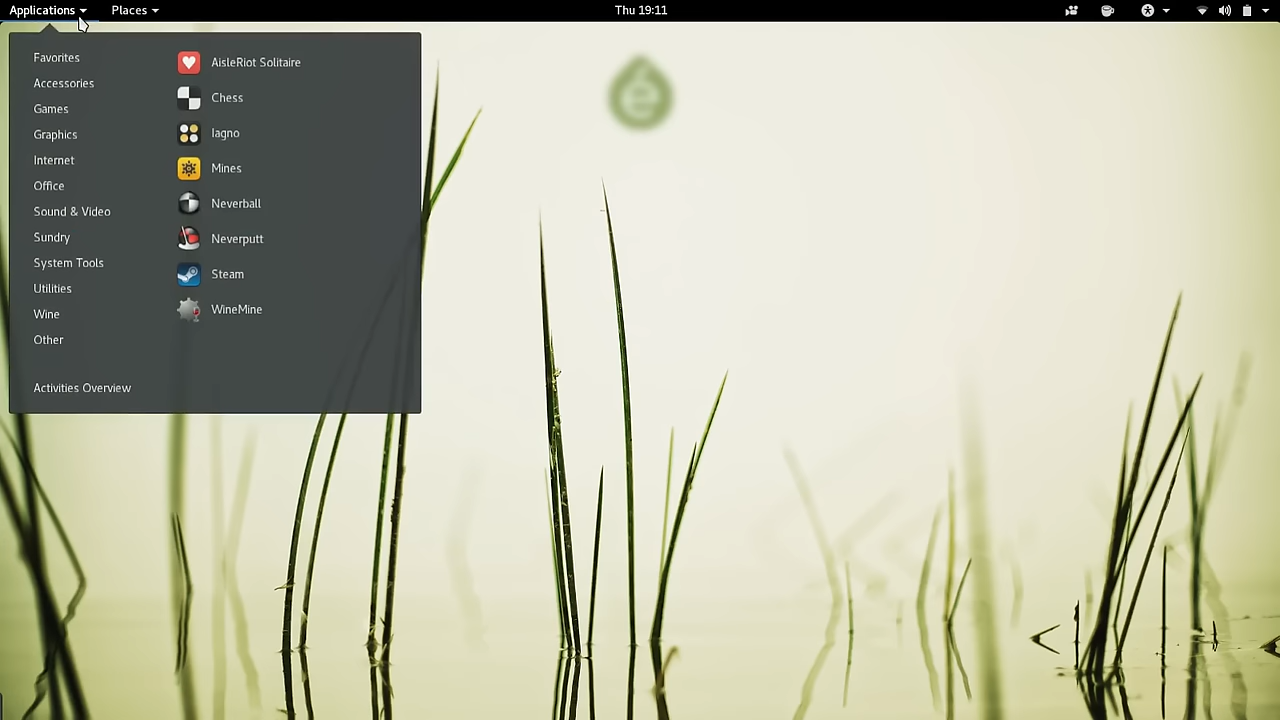 Applications
Places
Thu 19:11
Favorites
Accessories
Games
Graphics
Internet
Office
Sound & Video
Sundry
System Tools
Utilities
Wine
Other
Activities Overview
AisleRiot Solitaire
Chess
Iagno
Mines
Neverball
Neverputt
Steam
WineMine